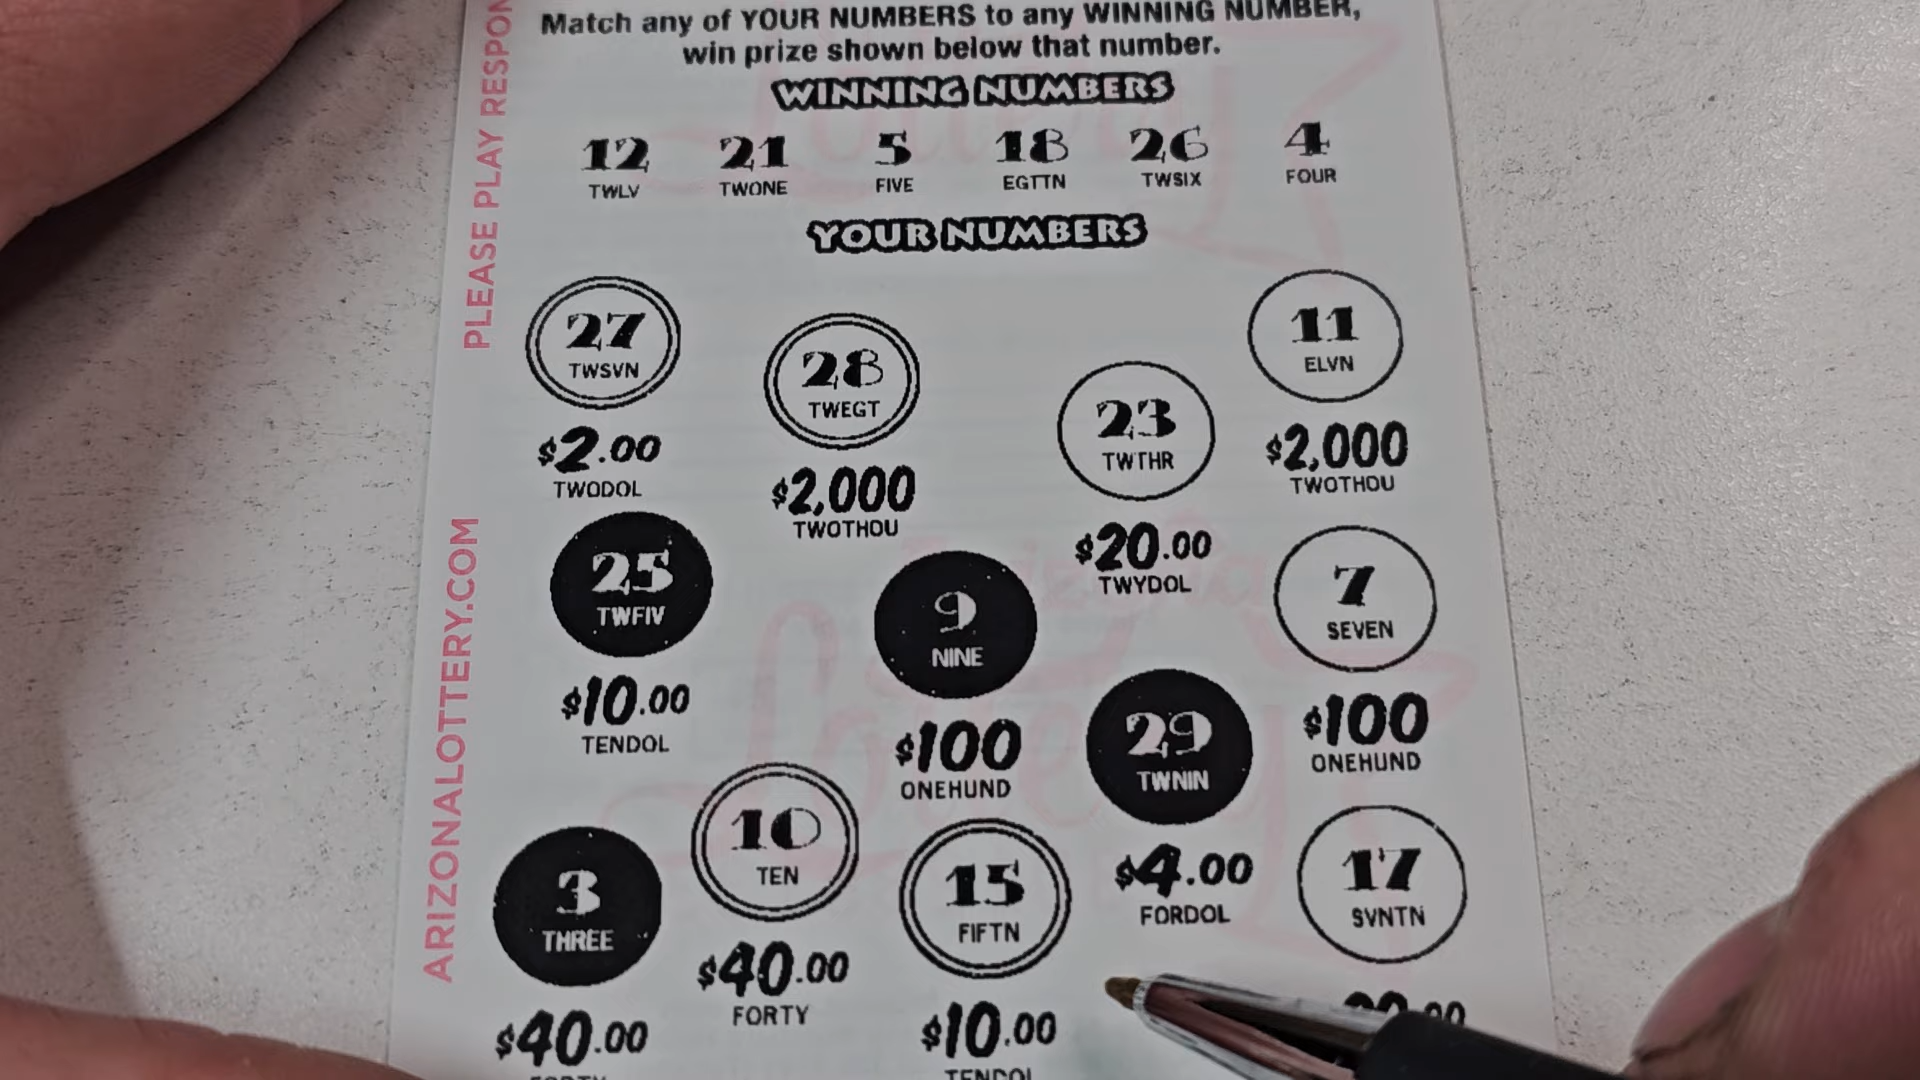 Match any of YOUR NUMBERS to any WINNING NUMBER,
win prize shown below that number.
WINNING NUMBERS
12 21 5 18 26 4
TWLV TWONE FIVE EGTTN TWSIX FOUR
YOUR NUMBERS
27
TWSVN
$2.00
TWODOL
28
TWEGT
$2,000
TWOTHOU
23
TWTHR
$20.00
TWYDOL
11
ELVN
$2,000
TWOTHOU
25
TWFIV
$10.00
TENDOL
9
NINE
$100
ONEHUND
29
TWNIN
$4.00
FORDOL
7
SEVEN
$100
ONEHUND
3
THREE
$40.00
FORTY
10
TEN
$40.00
FORTY
15
FIFTN
$10.00
TENDOL
17
SVNTN
PLEASE PLAY
ARIZONALOTTERY.COM